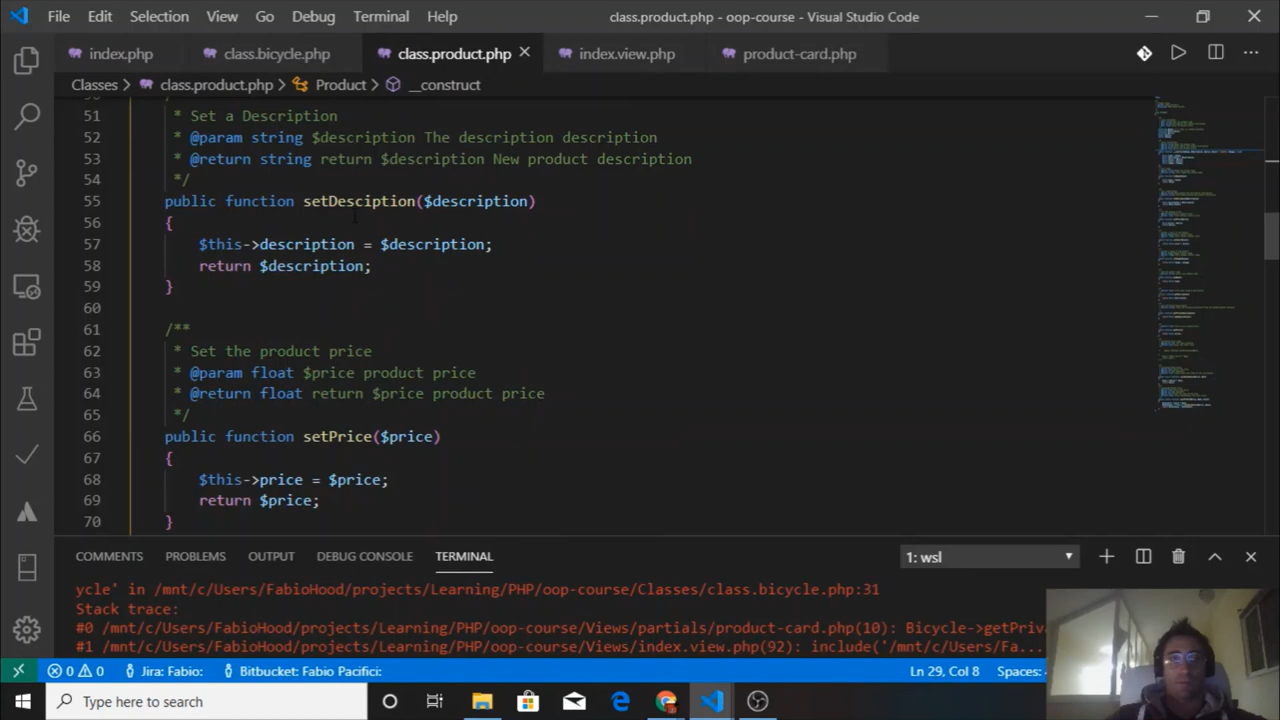 File Edit Selection View Go Debug Terminal Help class.product.php - oop-course - Visual Studio Code
index.php class.bicycle.php class.product.php index.view.php product-card.php
Classes > class.product.php > Product > __construct
51 * Set a Description
52 * @param string $description The description description
53 * @return string return $description New product description
54 */
55 public function setDesciption($description)
56 {
57 $this->description = $description;
58 return $description;
59 }
60
61 /**
62 * Set the product price
63 * @param float $price product price
64 * @return float return $price product price
65 */
66 public function setPrice($price)
67 {
68 $this->price = $price;
69 return $price;
70 }
COMMENTS PROBLEMS OUTPUT DEBUG CONSOLE TERMINAL 1: wsl
ycle' in /mnt/c/Users/FabioHood/projects/Learning/PHP/oop-course/Classes/class.bicycle.php:31
Stack trace:
#0 /mnt/c/Users/FabioHood/projects/Learning/PHP/oop-course/Views/partials/product-card.php(10): Bicycle->getPriv
#1 /mnt/c/Users/FabioHood/projects/Learning/PHP/oop-course/Views/index.view.php(92): include('/mnt/c/Users/Fa...
0 0 Jira: Fabio: Bitbucket: Fabio Pacifici: Ln 29, Col 8 Spaces:
Type here to search